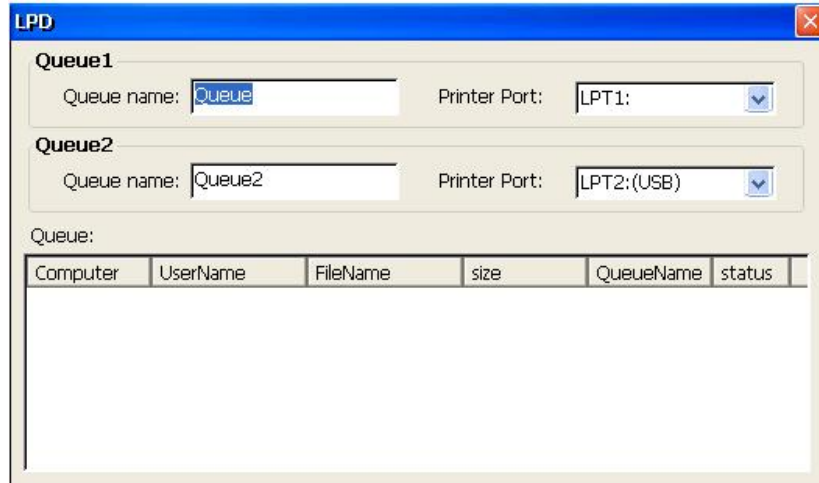 LPD
Queue1
Queue name: Queue Printer Port: LPT1:
Queue2
Queue name: Queue2 Printer Port: LPT2:(USB)
Queue:
Computer UserName FileName size QueueName status